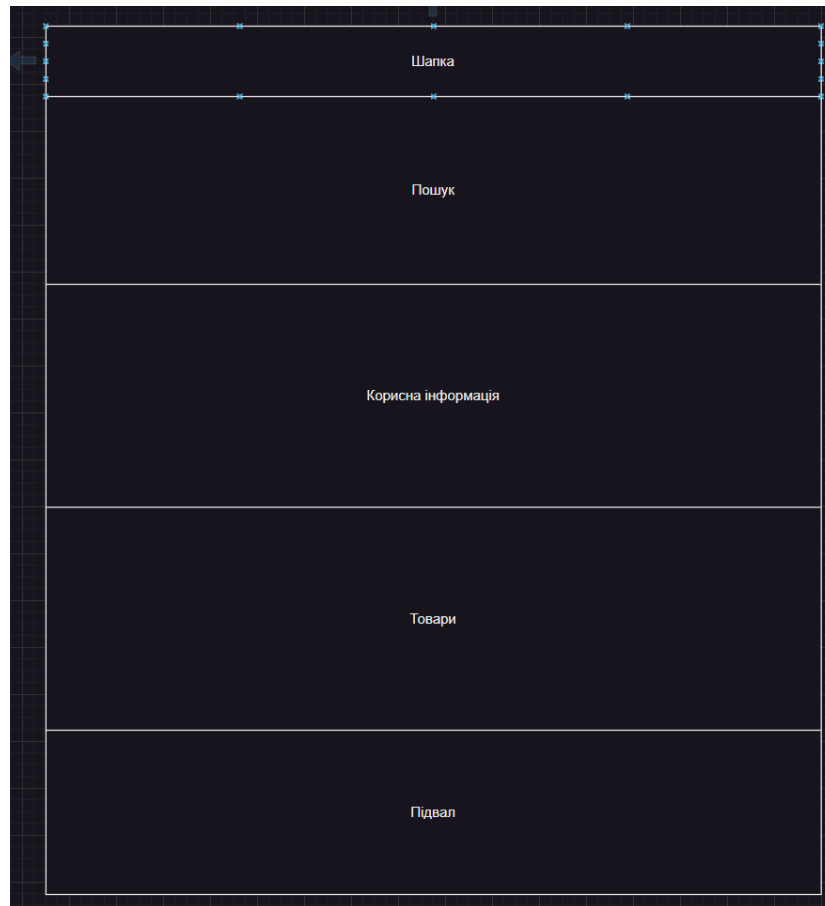 Шапка
Пошук
Корисна інформація
Товари
Підвал